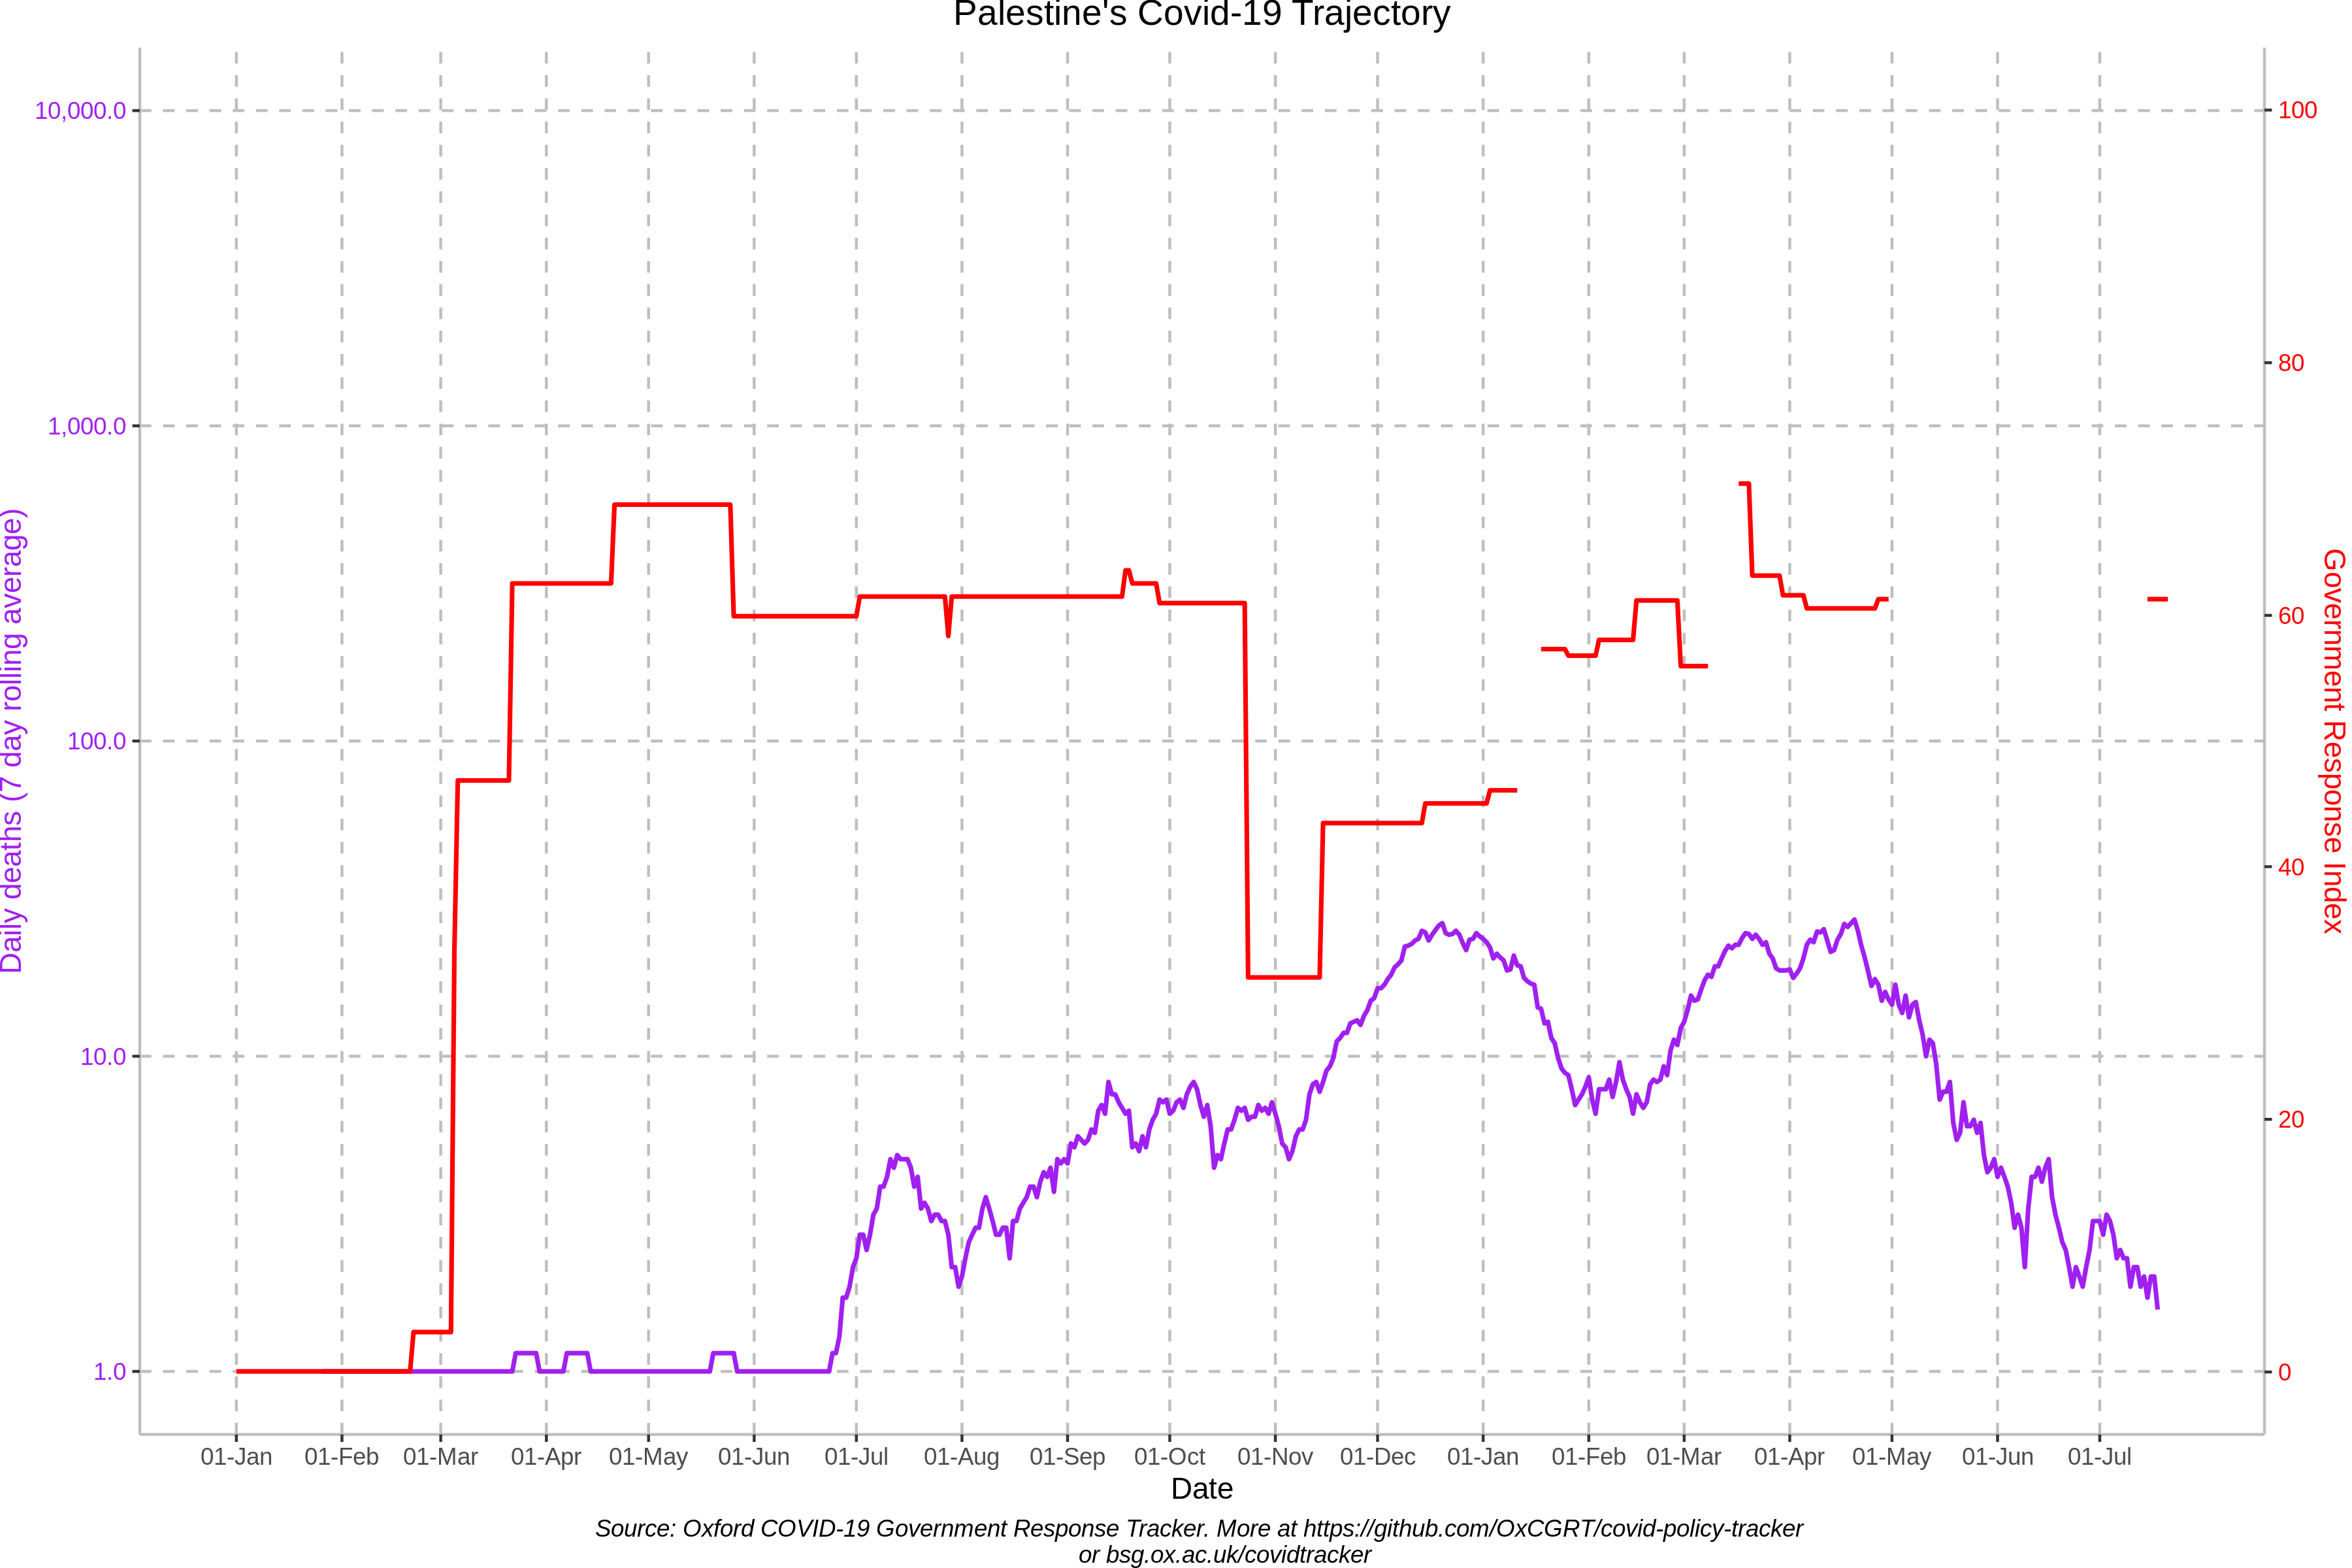 Palestine's Covid-19 Trajectory
10,000.0
1,000.0
100.0
10.0
1.0
Daily deaths (7 day rolling average)
100
80
60
40
20
0
Government Response Index
01-Jan 01-Feb 01-Mar 01-Apr 01-May 01-Jun 01-Jul 01-Aug 01-Sep 01-Oct 01-Nov 01-Dec 01-Jan 01-Feb 01-Mar 01-Apr 01-May 01-Jun 01-Jul
Date
Source: Oxford COVID-19 Government Response Tracker. More at https://github.com/OxCGRT/covid-policy-tracker
or bsg.ox.ac.uk/covidtracker